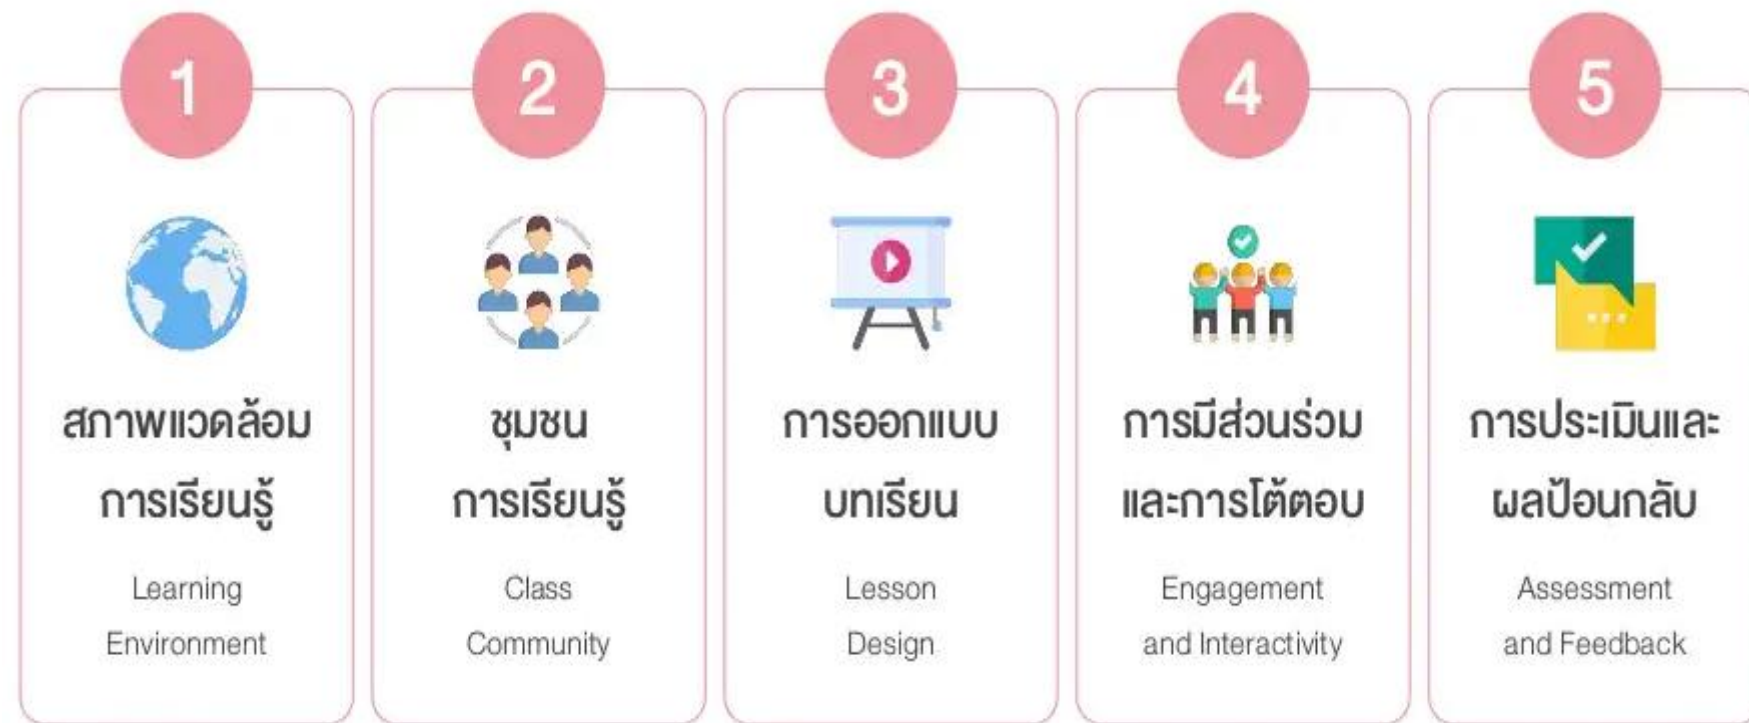 1
สภาพแวดล้อม
การเรียนรู้
Learning
Environment
2
ชุมชน
การเรียนรู้
Class
Community
3
การออกแบบ
บทเรียน
Lesson
Design
4
การมีส่วนร่วม
และการโต้ตอบ
Engagement
and Interactivity
5
การประเมินและ
ผลป้อนกลับ
Assessment
and Feedback